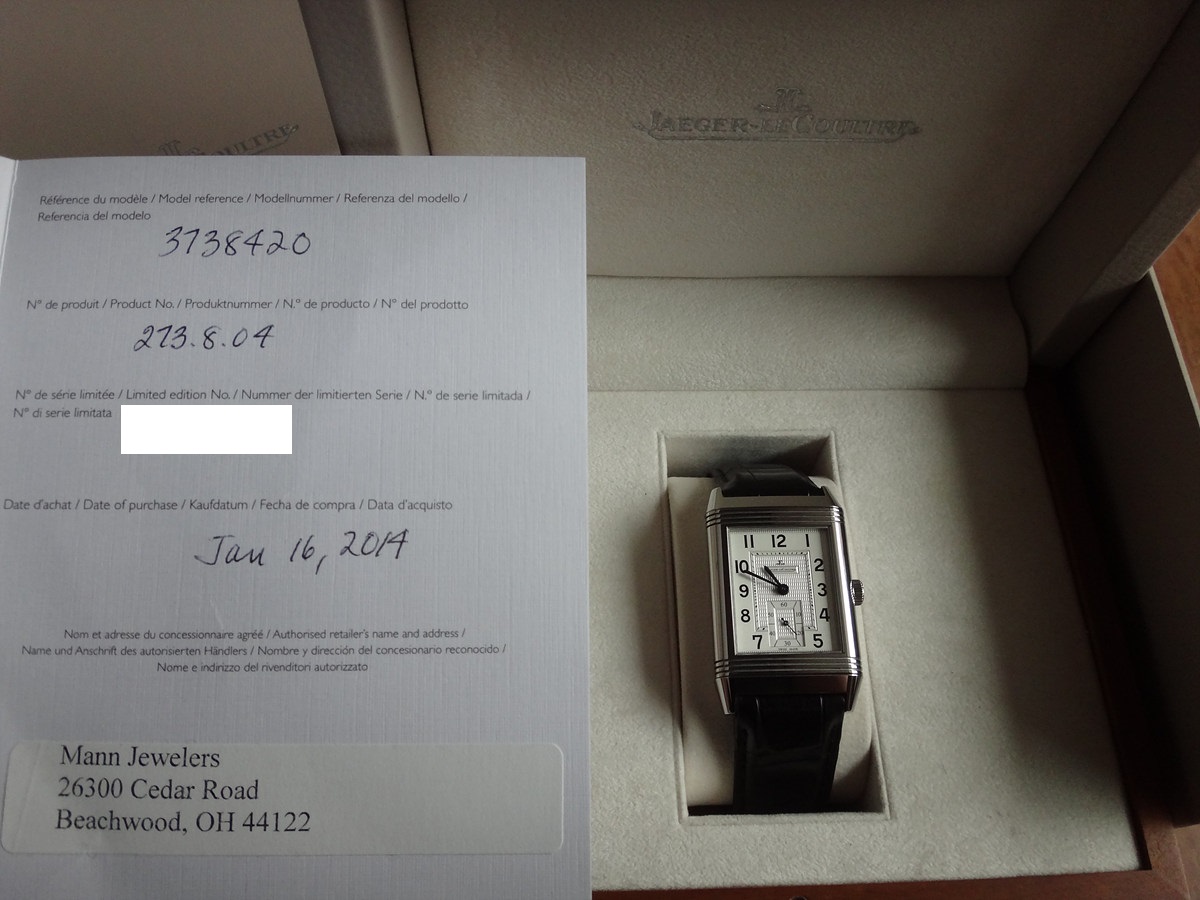 JAEGER-LECOULTRE
COULTRE
Référence du modèle / Model reference / Modellnummer / Referenza del modello /
Referencia del modelo
3738420
N° de produit / Product No. / Produktnummer / N.° de producto / N° del prodotto
273.8.04
N° de série limitée / Limited edition No. / Nummer der limitierten Serie / N.° de serie limitada /
N° di serie limitata
Date d'achat / Date of purchase / Kaufdatum / Fecha de compra / Data d'acquisto
Jan 16, 2014
Nom et adresse du concessionnaire agréé / Authorised retailer's name and address /
Name und Anschrift des autorisierten Händlers / Nombre y dirección del concesionario reconocido /
Nome e indirizzo del rivenditori autorizzato
Mann Jewelers
26300 Cedar Road
Beachwood, OH 44122
11 12 1
10 2
9 3
8 4
7 5
60
30